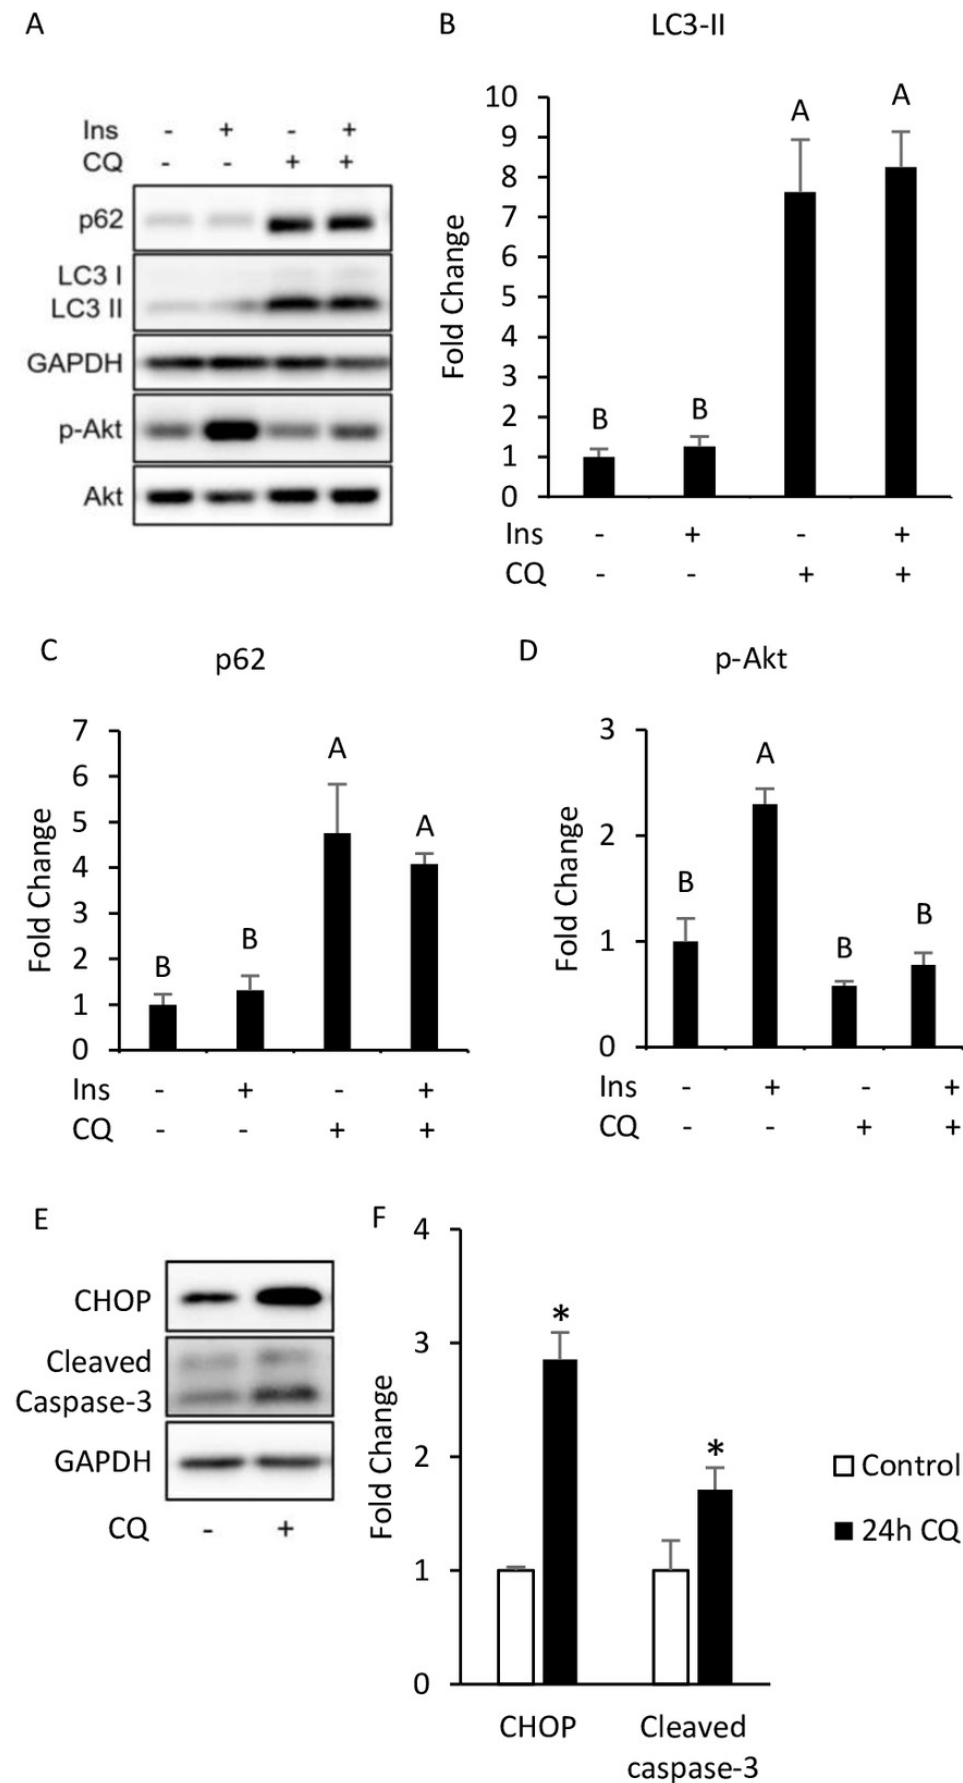 A
Ins - + - +
CQ - - + +
p62
LC3 I
LC3 II
GAPDH
p-Akt
Akt
B
LC3-II
Fold Change
10
9
8
7
6
5
4
3
2
1
0
B
B
A
A
Ins - + - +
CQ - - + +
C
p62
Fold Change
7
6
5
4
3
2
1
0
B
B
A
A
Ins - + - +
CQ - - + +
D
p-Akt
Fold Change
3
2
1
0
B
A
B
B
Ins - + - +
CQ - - + +
E
CHOP
Cleaved
Caspase-3
GAPDH
CQ - +
F
Fold Change
4
3
2
1
0
*
*
CHOP
Cleaved
caspase-3
Control
24h CQ